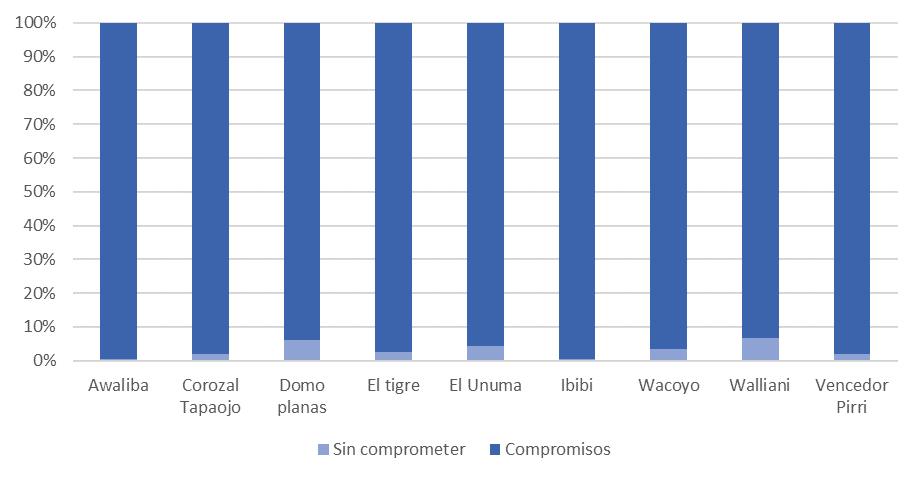 100%
90%
80%
70%
60%
50%
40%
30%
20%
10%
0%
Awaliba
Corozal
Tapaojo
Domo
planas
El tigre
El Unuma
Ibibi
Wacoyo
Walliani
Vencedor
Pirri
Sin comprometer
Compromisos